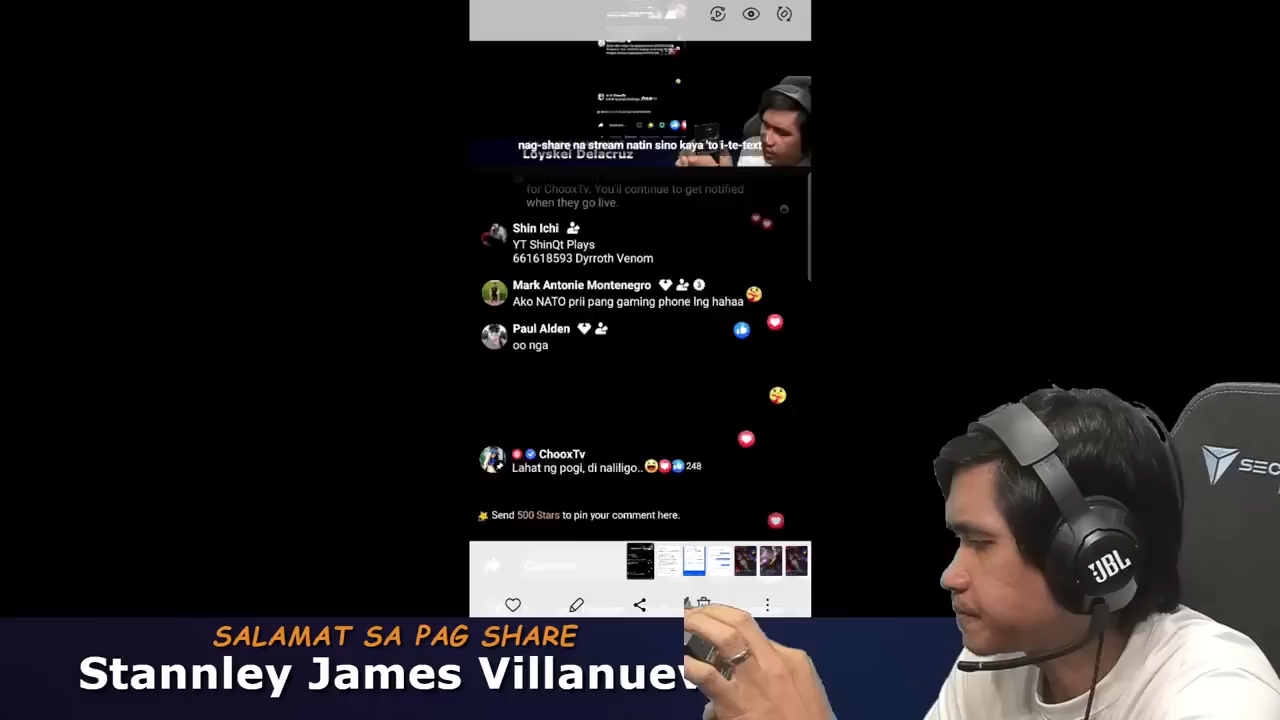 nag-share na stream natin sino kaya 'to i-te-text
Loyskei Delacruz
for ChooxTv. You'll continue to get notified
when they go live.
Shin Ichi
YT ShinQt Plays
661618593 Dyrroth Venom
Mark Antonie Montenegro
Ako NATO prii pang gaming phone lng hahaa
Paul Alden
oo nga
ChooxTv
Lahat ng pogi, di naliligo.. 248
Send 500 Stars to pin your comment here.
SALAMAT SA PAG SHARE
Stannley James Villanuev
JBL
SEC